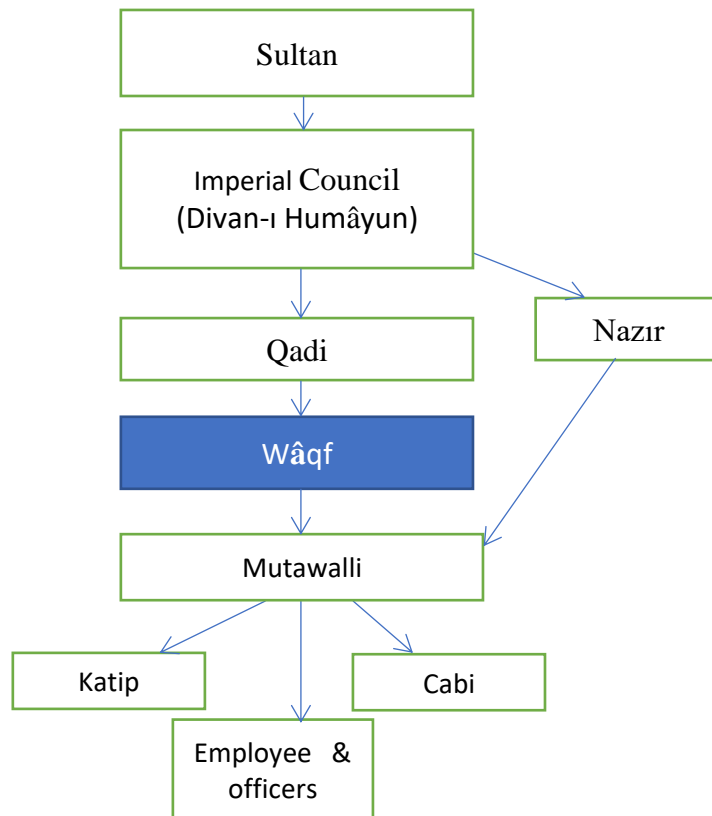 Sultan
Imperial Council
(Divan-ı Humâyun)
Nazır
Qadi
Wâqf
Mutawalli
Katip
Cabi
Employee &
officers